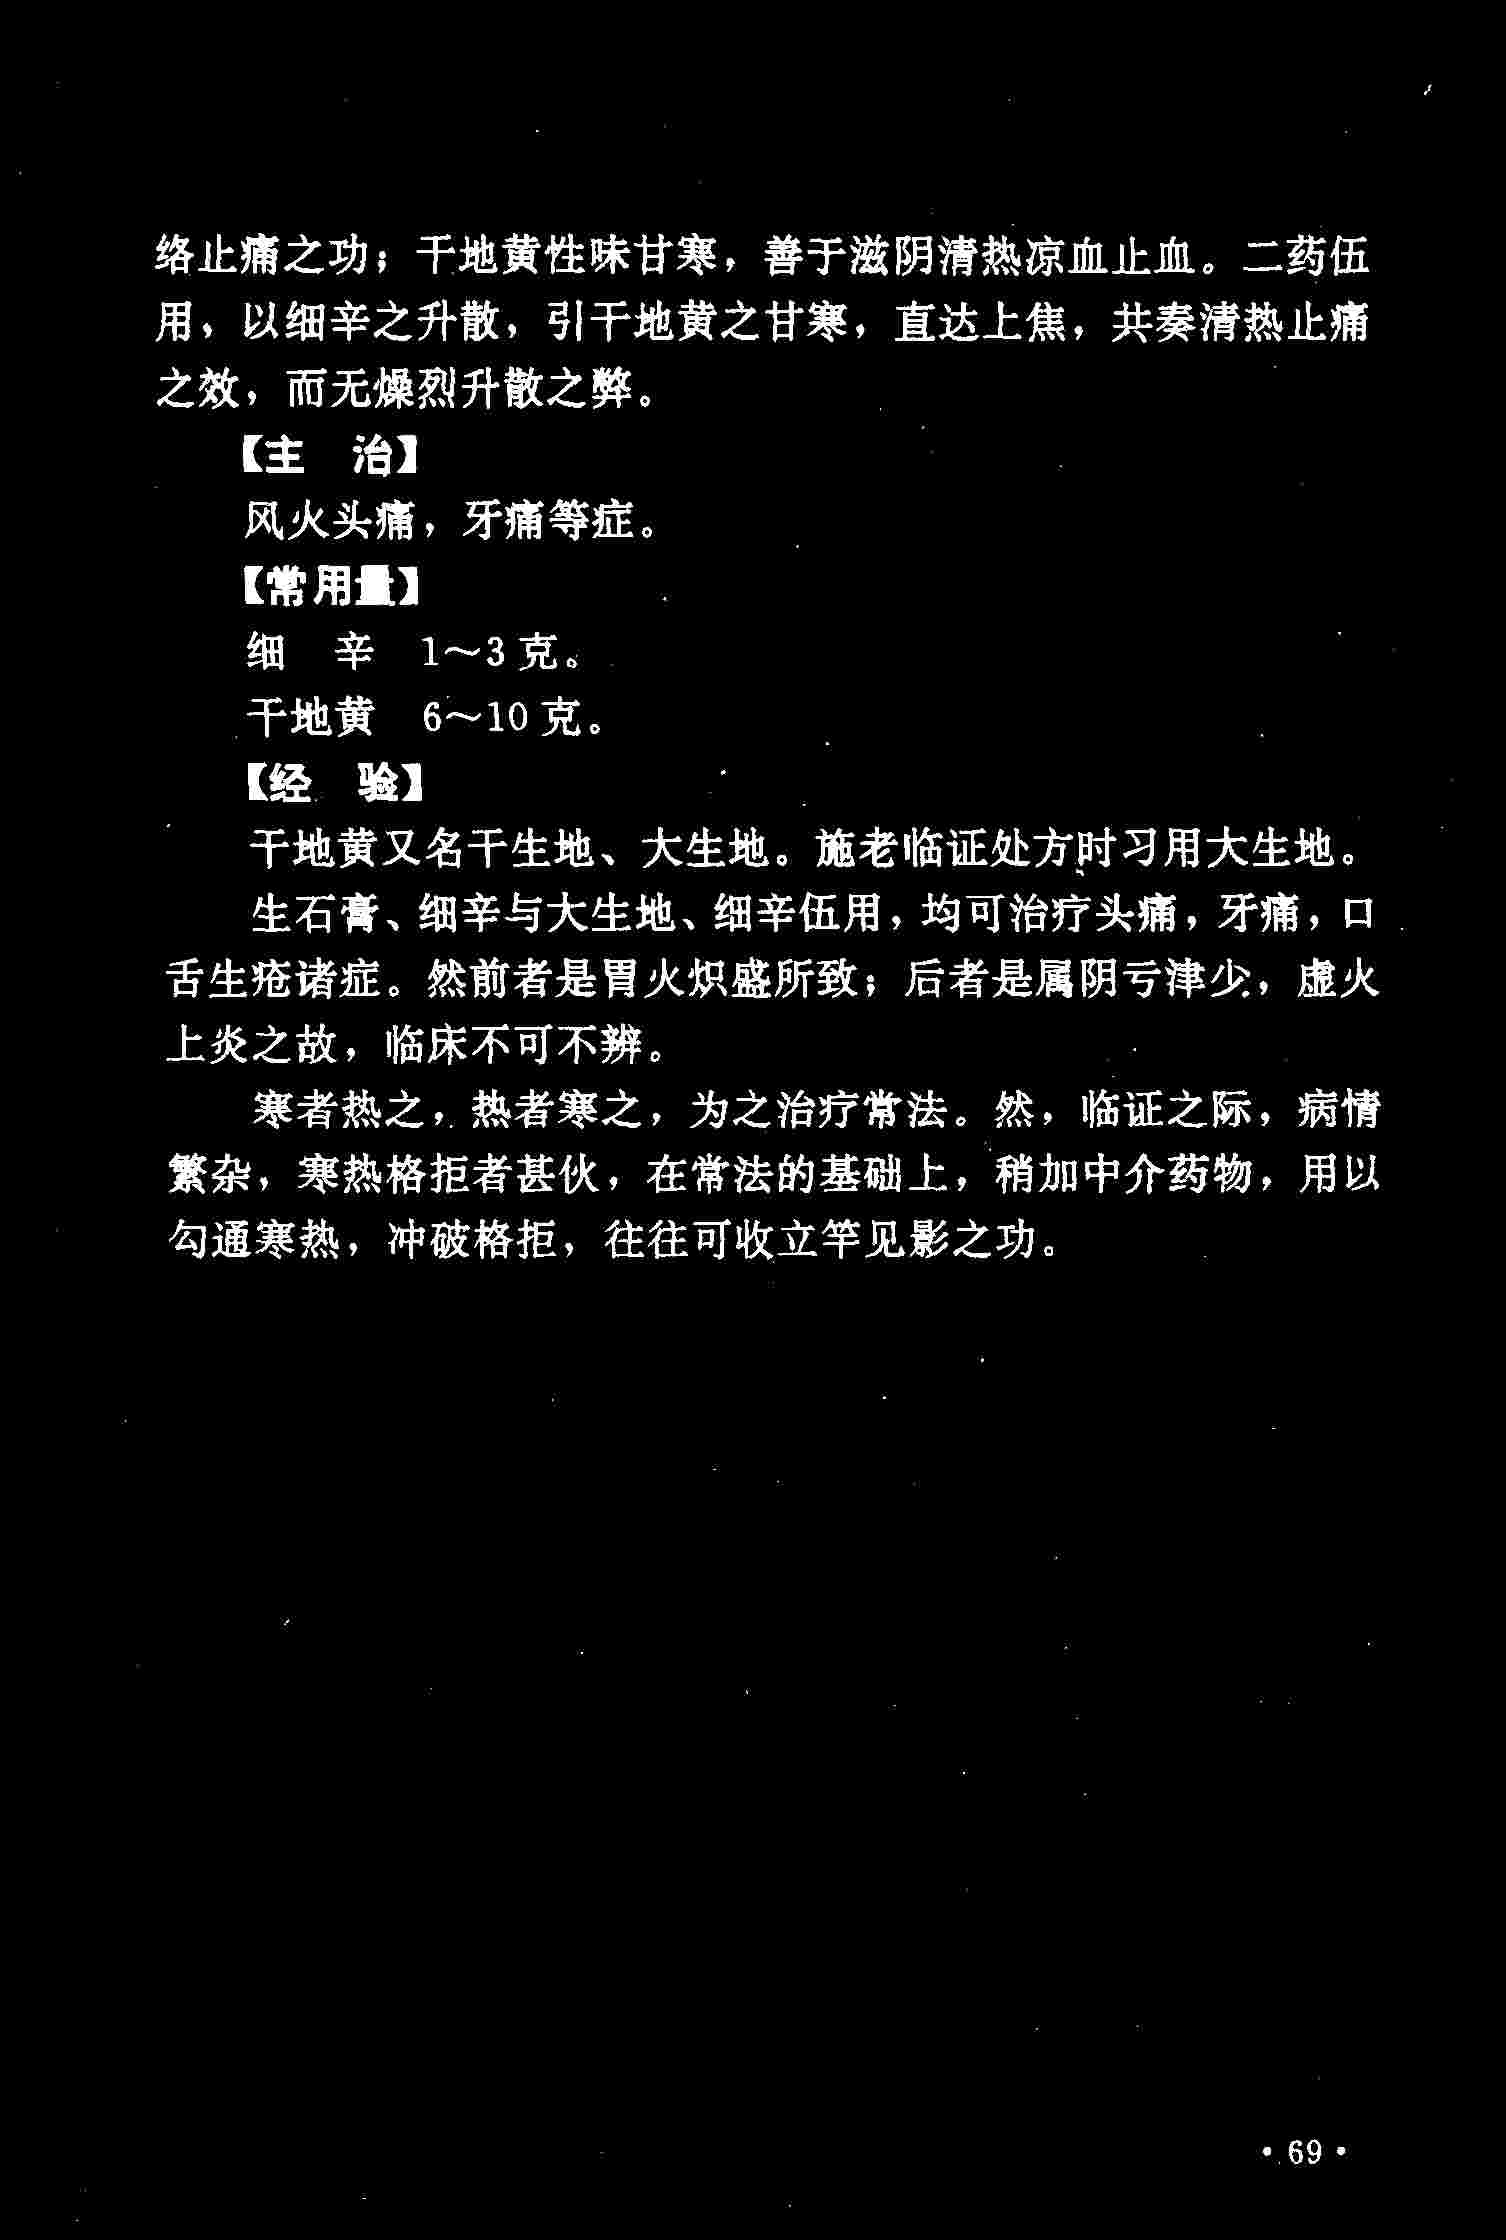 络止痛之功；干地黄性味甘寒，善于滋阴清热凉血止血。二药伍
用，以细辛之升散，引干地黄之甘寒，直达上焦，共奏清热止痛
之效，而无燥烈升散之弊。
【主　治】
风火头痛，牙痛等症。
【常用量】
细　辛　1～3 克。
干地黄　6～10 克。
【经　验】
干地黄又名干生地、大生地。施老临证处方时习用大生地。
生石膏、细辛与大生地、细辛伍用，均可治疗头痛，牙痛，口
舌生疮诸症。然前者是胃火炽盛所致；后者是属阴亏津少，虚火
上炎之故，临床不可不辨。
寒者热之，热者寒之，为之治疗常法。然，临证之际，病情
繁杂，寒热格拒者甚伙，在常法的基础上，稍加中介药物，用以
勾通寒热，冲破格拒，往往可收立竿见影之功。
·69·